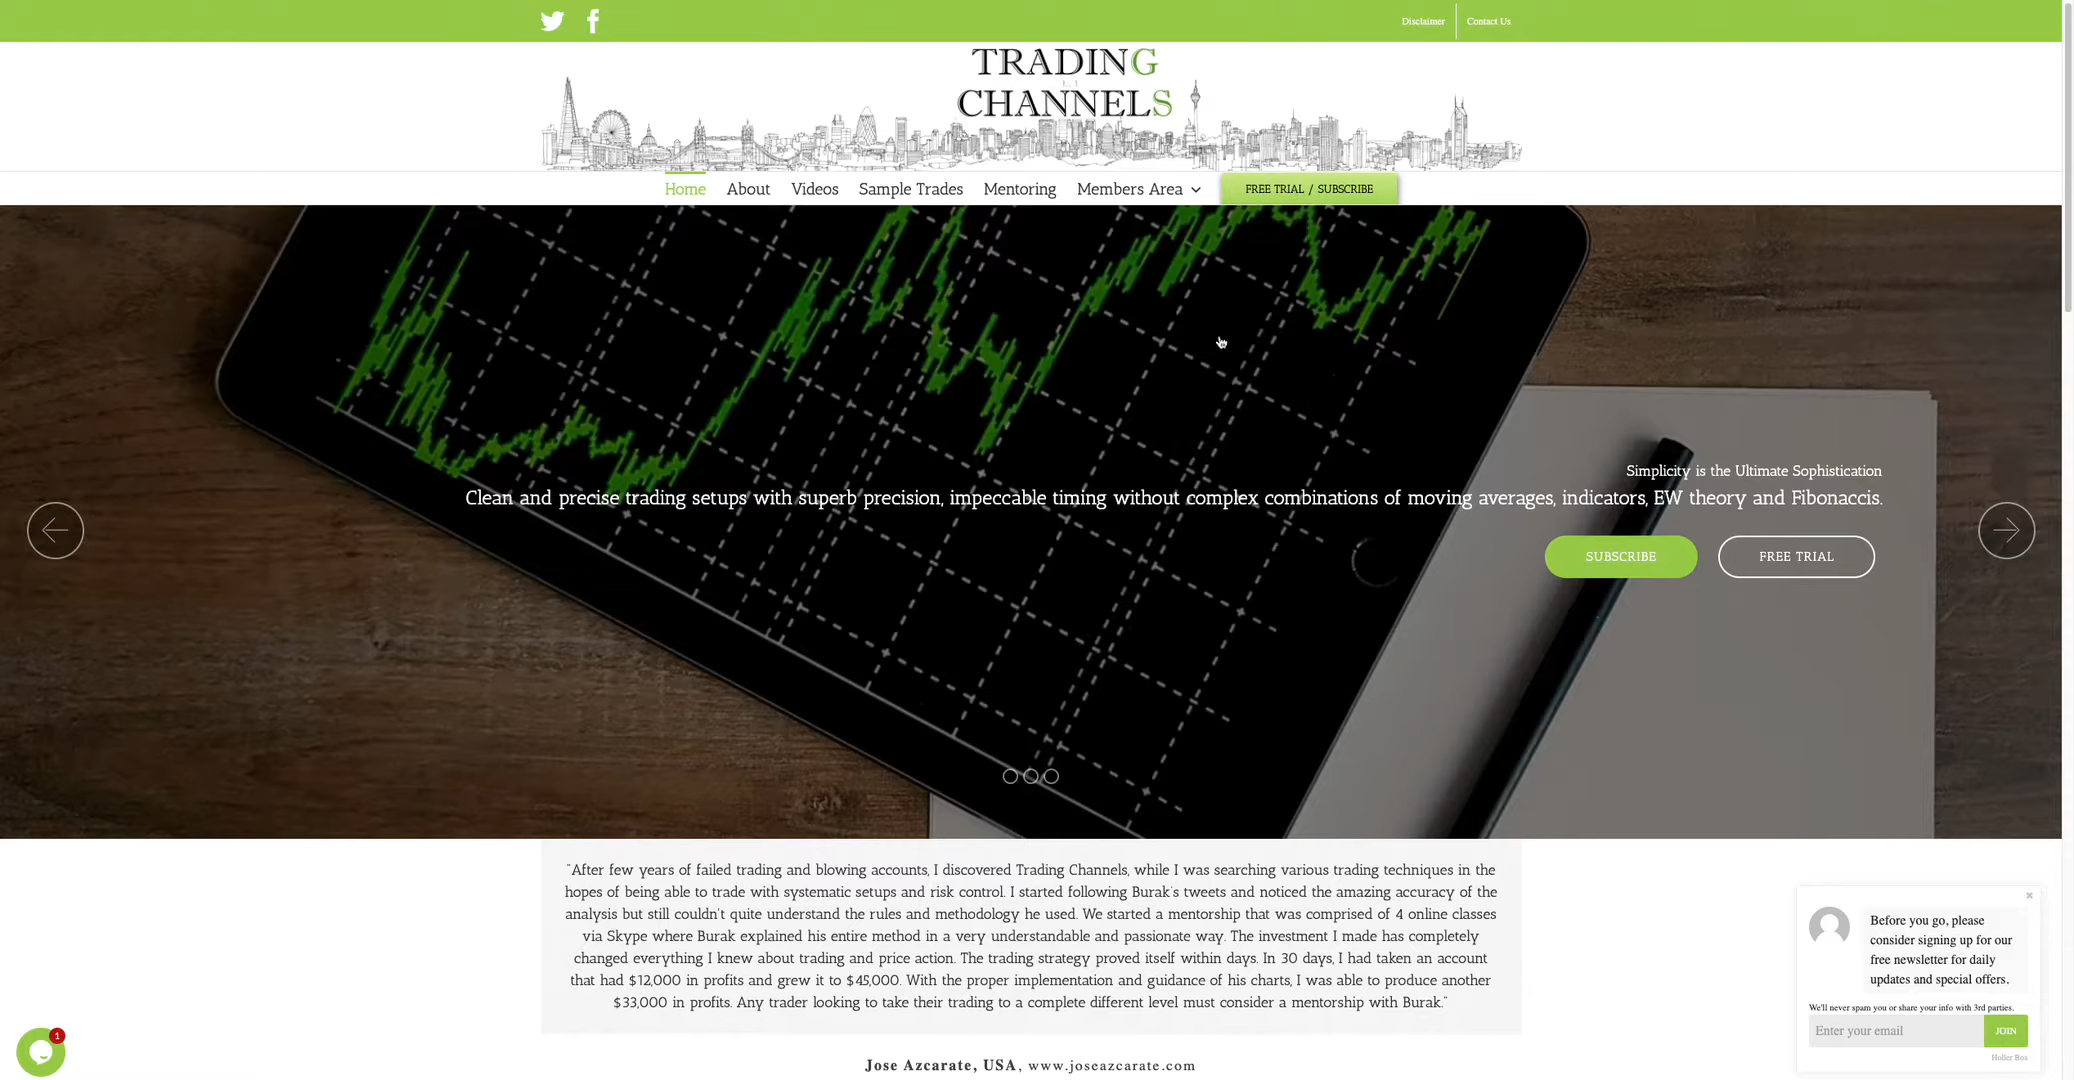 Disclaimer
Contact Us
TRADING
CHANNELS
Home
About
Videos
Sample Trades
Mentoring
Members Area
FREE TRIAL / SUBSCRIBE
Simplicity is the Ultimate Sophistication
Clean and precise trading setups with superb precision, impeccable timing without complex combinations of moving averages, indicators, EW theory and Fibonaccis.
SUBSCRIBE
FREE TRIAL
"After few years of failed trading and blowing accounts, I discovered Trading Channels, while I was searching various trading techniques in the
hopes of being able to trade with systematic setups and risk control. I started following Burak's tweets and noticed the amazing accuracy of the
analysis but still couldn't quite understand the rules and methodology he used. We started a mentorship that was comprised of 4 online classes
via Skype where Burak explained his entire method in a very understandable and passionate way. The investment I made has completely
changed everything I knew about trading and price action. The trading strategy proved itself within days. In 30 days, I had taken an account
that had $12,000 in profits and grew it to $45,000. With the proper implementation and guidance of his charts, I was able to produce another
$33,000 in profits. Any trader looking to take their trading to a complete different level must consider a mentorship with Burak."
Jose Azcarate, USA, www.joseazcarate.com
Before you go, please
consider signing up for our
free newsletter for daily
updates and special offers.
We'll never spam you or share your info with 3rd parties.
Enter your email
JOIN
Holler Box
1